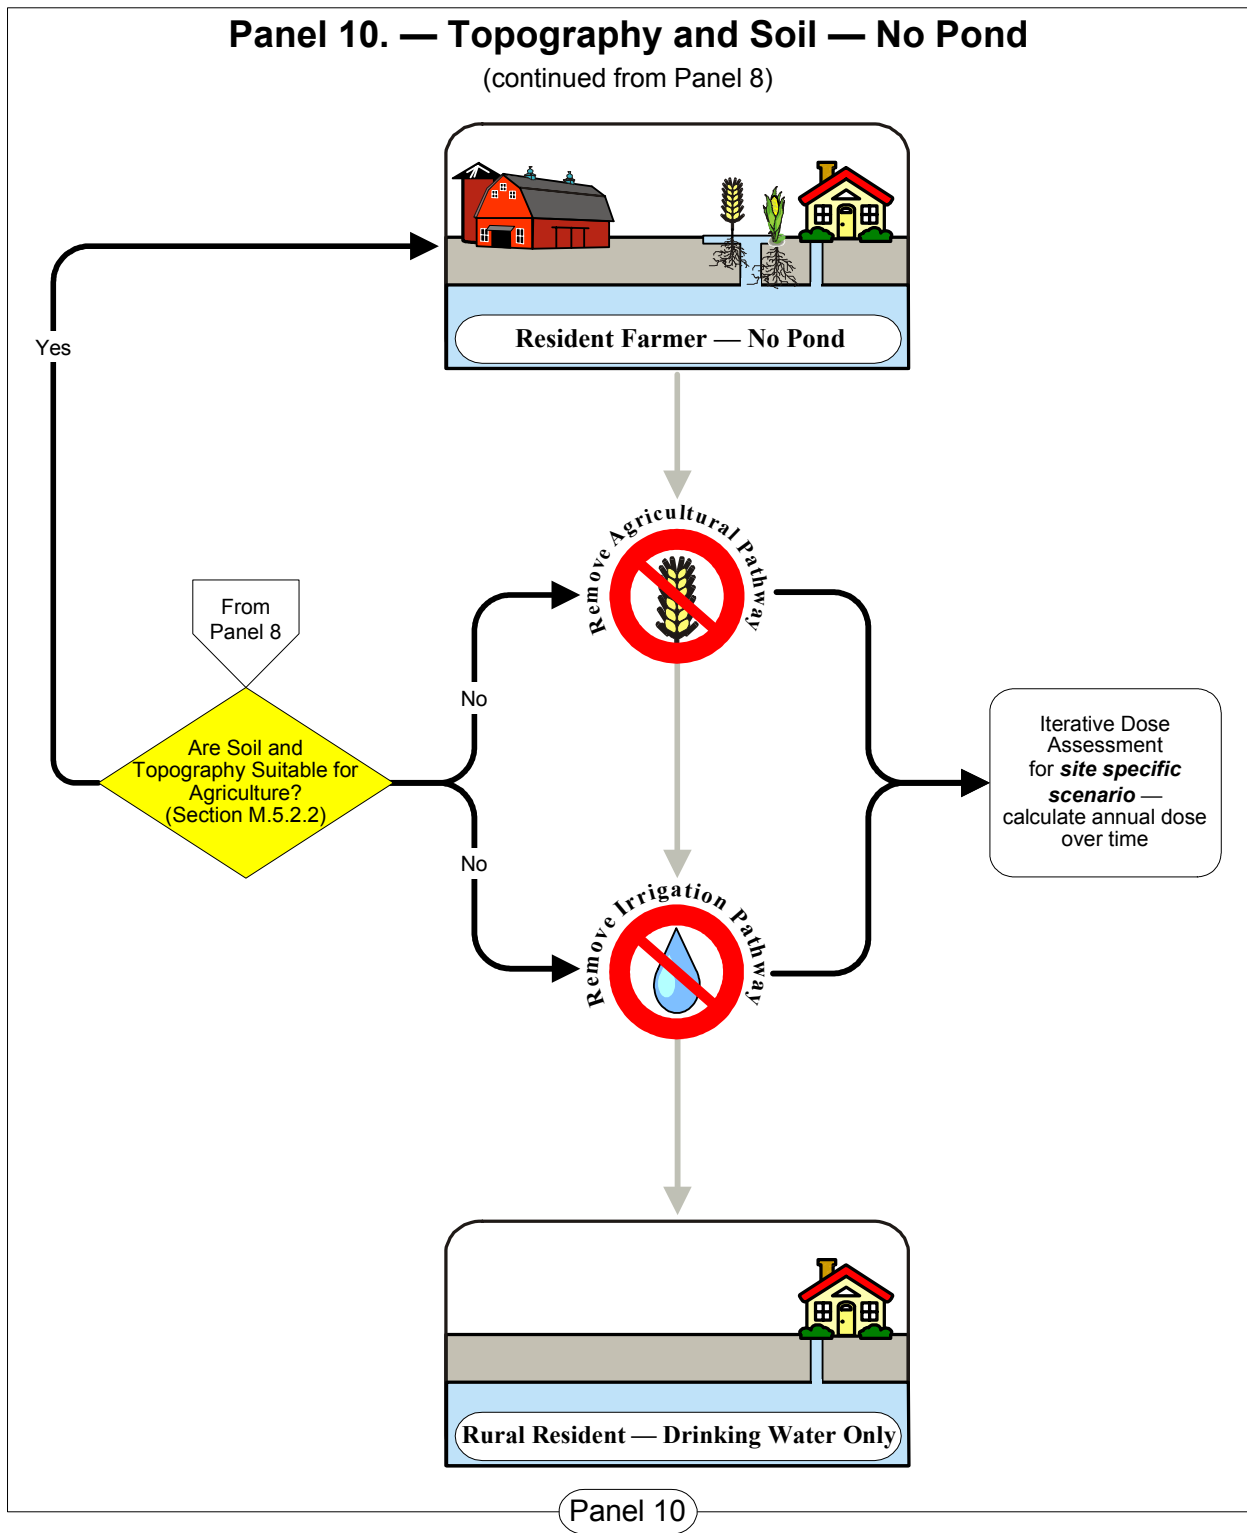 Panel 10. — Topography and Soil — No Pond
(continued from Panel 8)
Resident Farmer — No Pond
Yes
Remove Agricultural Pathway
From
Panel 8
No
Are Soil and
Topography Suitable for
Agriculture?
(Section M.5.2.2)
Iterative Dose
Assessment
for site specific
scenario —
calculate annual dose
over time
No
Remove Irrigation Pathway
Rural Resident — Drinking Water Only
Panel 10